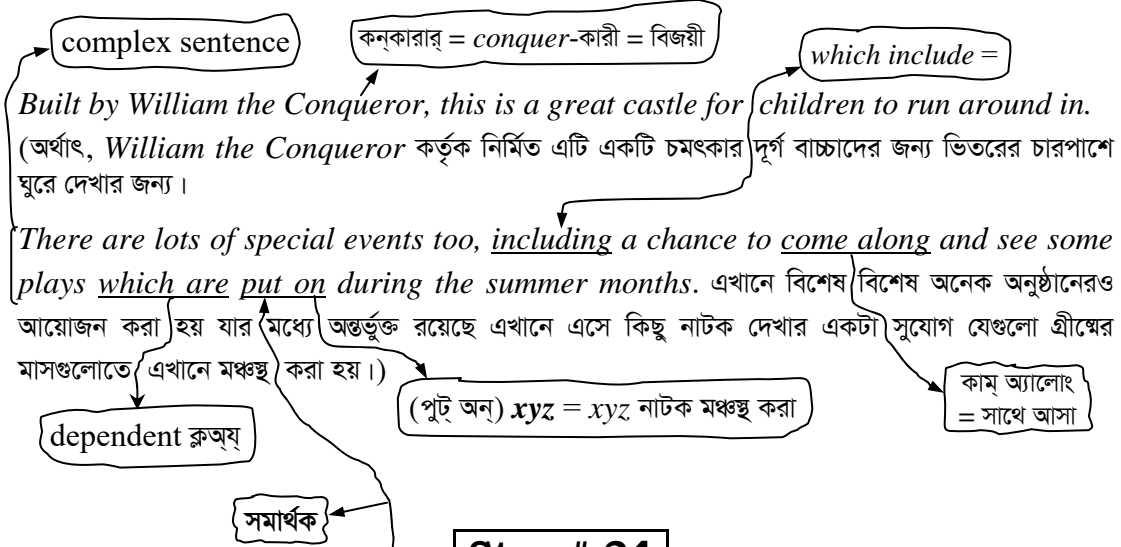 complex sentence
কন্‌কারার্‌ = conquer-কারী = বিজয়ী
which include =
Built by William the Conqueror, this is a great castle for children to run around in.
(অর্থাৎ, William the Conqueror কর্তৃক নির্মিত এটি একটি চমৎকার দূর্গ বাচ্চাদের জন্য ভিতরের চারপাশে
ঘুরে দেখার জন্য।
There are lots of special events too, including a chance to come along and see some
plays which are put on during the summer months. এখানে বিশেষ বিশেষ অনেক অনুষ্ঠানেরও
আয়োজন করা হয় যার মধ্যে অন্তর্ভুক্ত রয়েছে এখানে এসে কিছু নাটক দেখার একটা সুযোগ যেগুলো গ্রীষ্মের
মাসগুলোতে এখানে মঞ্চস্থ করা হয়।)
(পুট্‌ অন্‌) xyz = xyz নাটক মঞ্চস্থ করা
কাম্‌ অ্যালোং
= সাথে আসা
dependent ক্লঅয্‌
সমার্থক